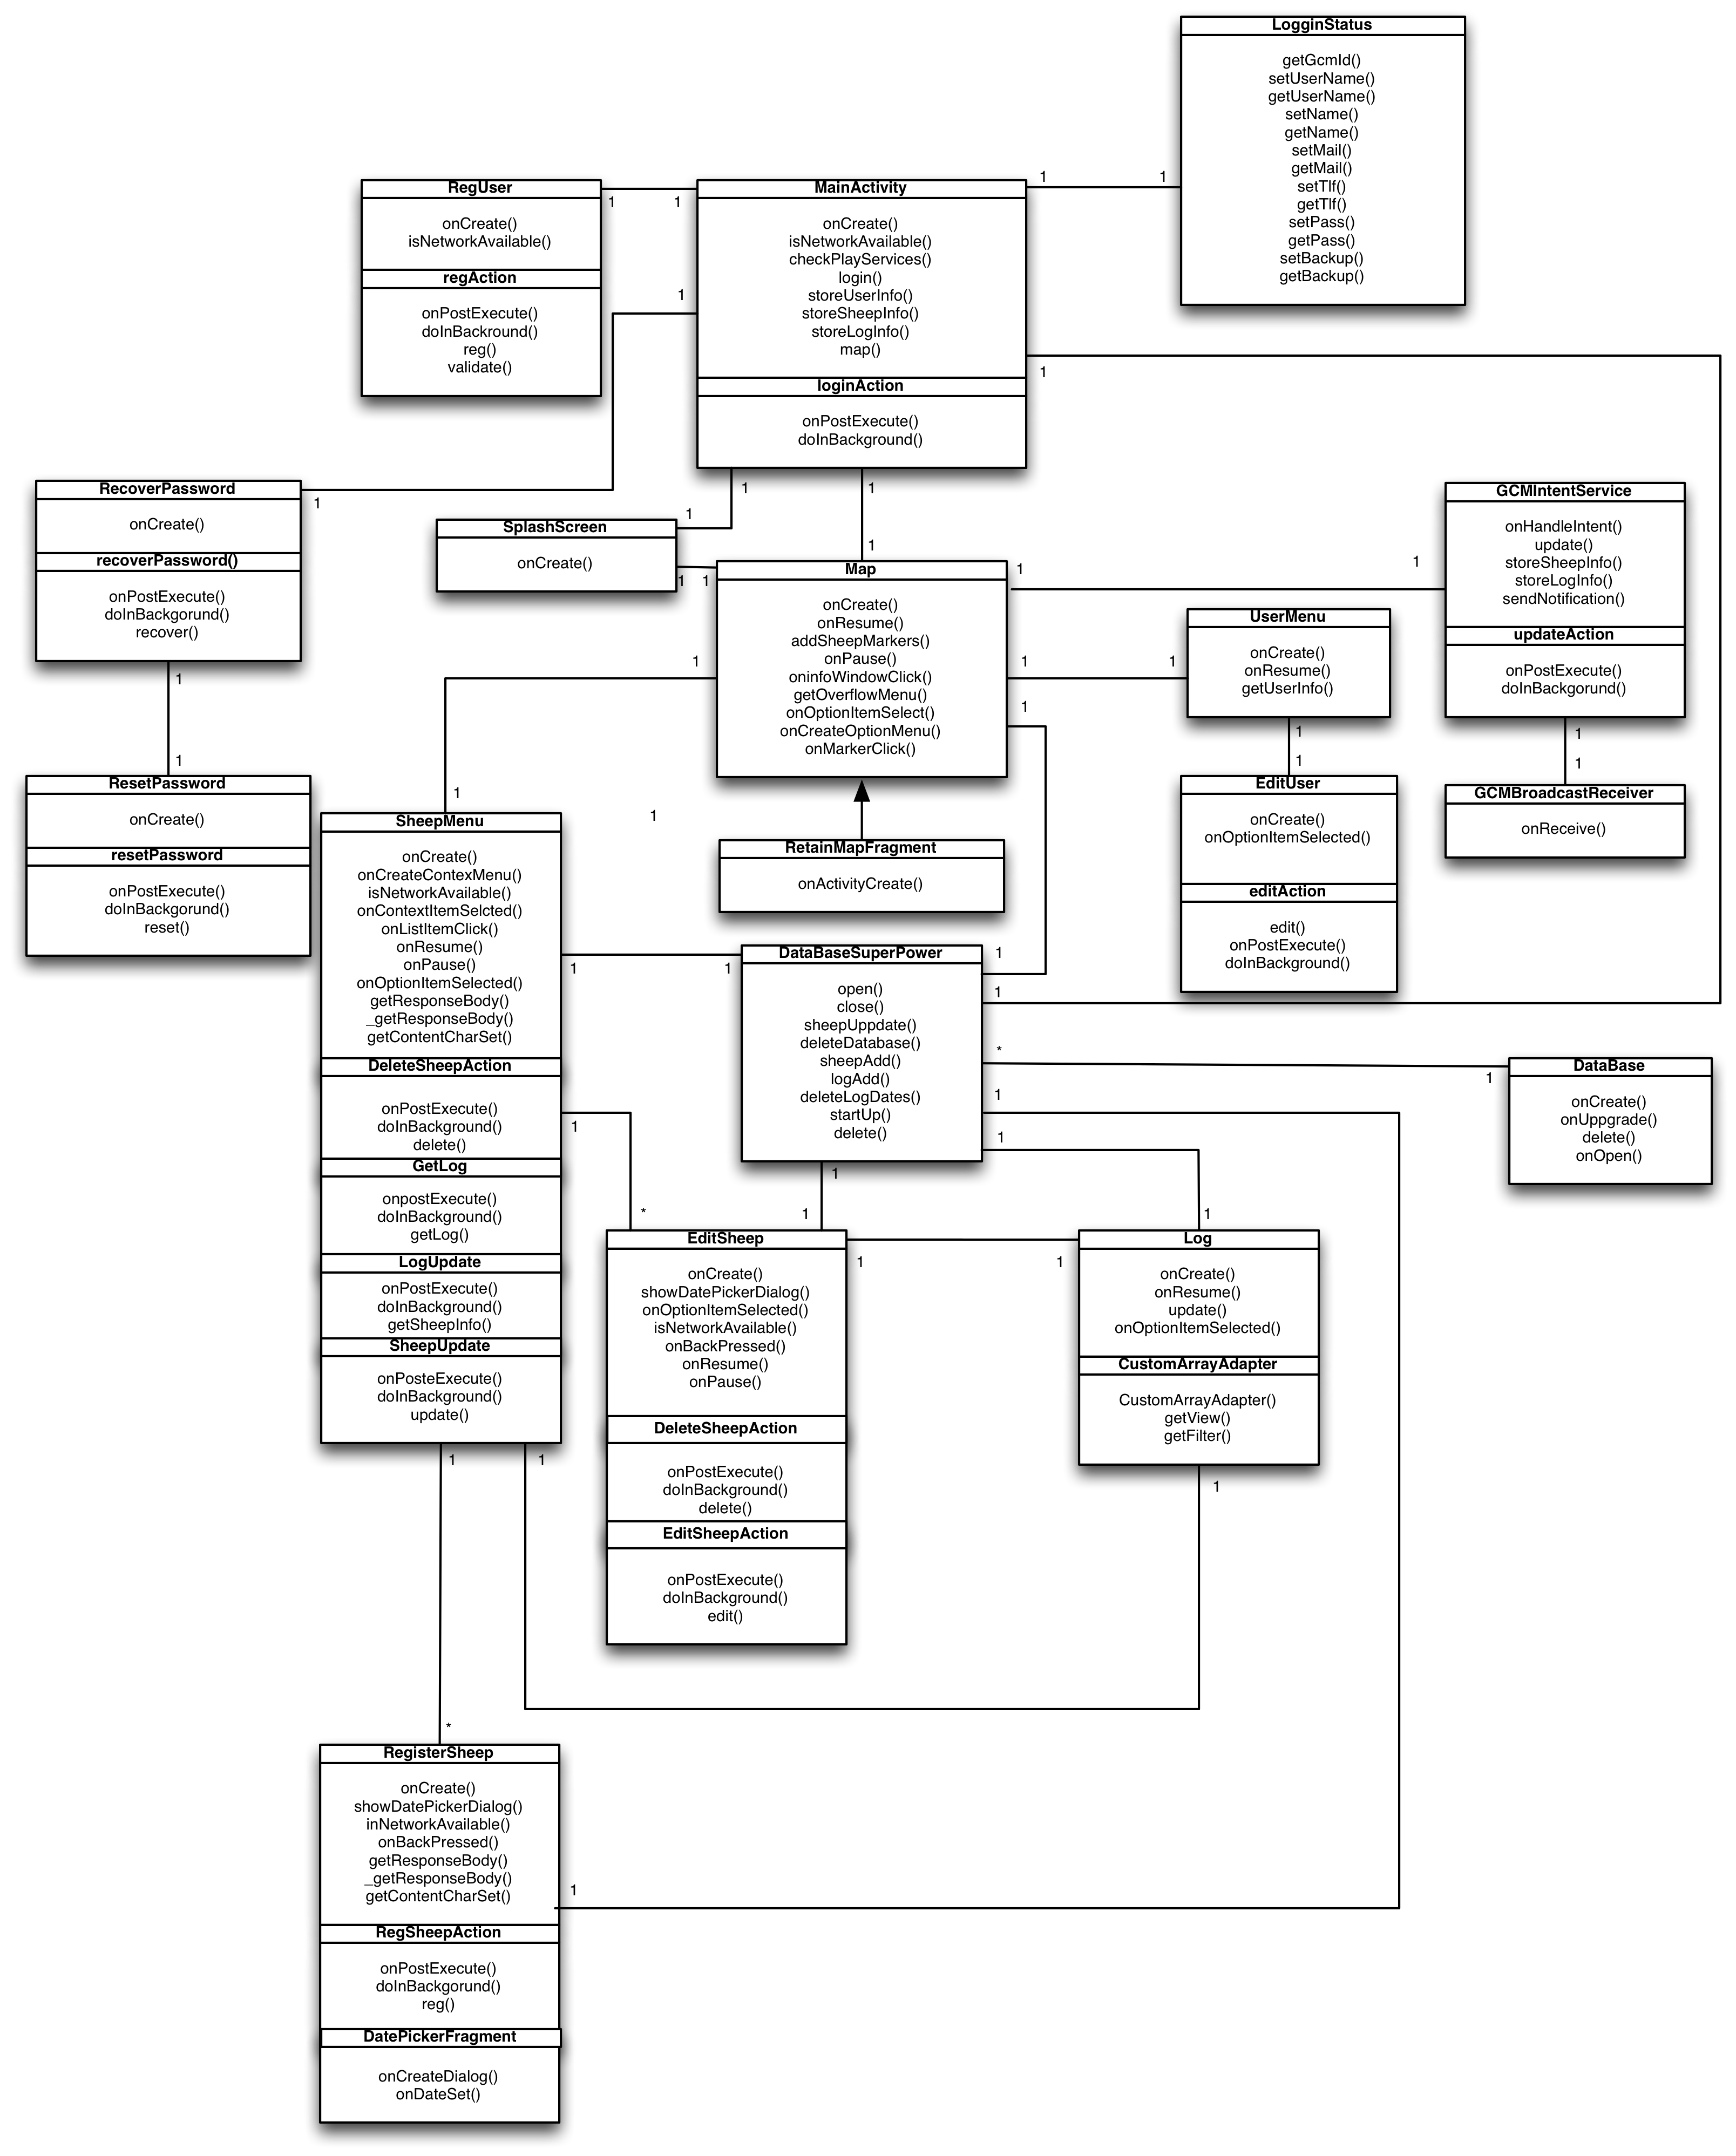 LogginStatus
getGcmId()
setUserName()
getUserName()
setName()
getName()
setMail()
getMail()
setTlf()
getTlf()
setPass()
getPass()
setBackup()
getBackup()
1
1
RegUser
onCreate()
isNetworkAvailable()
regAction
onPostExecute()
doInBackround()
reg()
validate()
1
1
MainActivity
onCreate()
isNetworkAvailable()
checkPlayServices()
login()
storeUserInfo()
storeSheepInfo()
storeLogInfo()
map()
loginAction
onPostExecute()
doInBackground()
1
1
1
1
RecoverPassword
onCreate()
recoverPassword()
onPostExecute()
doInBackgorund()
recover()
1
1
1
ResetPassword
onCreate()
resetPassword
onPostExecute()
doInBackgorund()
reset()
SplashScreen
onCreate()
1
1
1
1
Map
onCreate()
onResume()
addSheepMarkers()
onPause()
oninfoWindowClick()
getOverflowMenu()
onOptionItemSelect()
onCreateOptionMenu()
onMarkerClick()
1
1
1
1
1
1
GCMIntentService
onHandleIntent()
update()
storeSheepInfo()
storeLogInfo()
sendNotification()
updateAction
onPostExecute()
doInBackgorund()
1
1
GCMBroadcastReceiver
onReceive()
UserMenu
onCreate()
onResume()
getUserInfo()
1
1
EditUser
onCreate()
onOptionItemSelected()
editAction
edit()
onPostExecute()
doInBackground()
1
1
RetainMapFragment
onActivityCreate()
SheepMenu
onCreate()
onCreateContexMenu()
isNetworkAvailable()
onContextItemSelcted()
onListItemClick()
onResume()
onPause()
onOptionItemSelected()
getResponseBody()
_getResponseBody()
getContentCharSet()
DeleteSheepAction
onPostExecute()
doInBackground()
delete()
GetLog
onpostExecute()
doInBackground()
getLog()
LogUpdate
onPostExecute()
doInBackground()
getSheepInfo()
SheepUpdate
onPosteExecute()
doInBackground()
update()
1
1
1
*
1
1
*
DataBaseSuperPower
open()
close()
sheepUppdate()
deleteDatabase()
sheepAdd()
logAdd()
deleteLogDates()
startUp()
delete()
1
1
*
1
1
1
1
1
1
DataBase
onCreate()
onUppgrade()
delete()
onOpen()
EditSheep
onCreate()
showDatePickerDialog()
onOptionItemSelected()
isNetworkAvailable()
onBackPressed()
onResume()
onPause()
DeleteSheepAction
onPostExecute()
doInBackground()
delete()
EditSheepAction
onPostExecute()
doInBackground()
edit()
1
1
Log
onCreate()
onResume()
update()
onOptionItemSelected()
CustomArrayAdapter
CustomArrayAdapter()
getView()
getFilter()
1
RegisterSheep
onCreate()
showDatePickerDialog()
inNetworkAvailable()
onBackPressed()
getResponseBody()
_getResponseBody()
getContentCharSet()
1
RegSheepAction
onPostExecute()
doInBackgorund()
reg()
DatePickerFragment
onCreateDialog()
onDateSet()